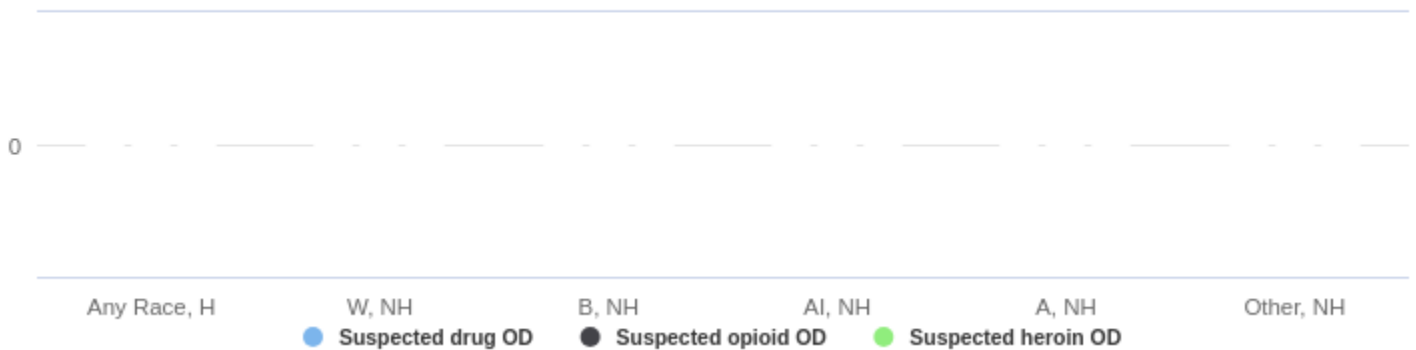 0
Any Race, H W, NH B, NH AI, NH A, NH Other, NH
Suspected drug OD Suspected opioid OD Suspected heroin OD